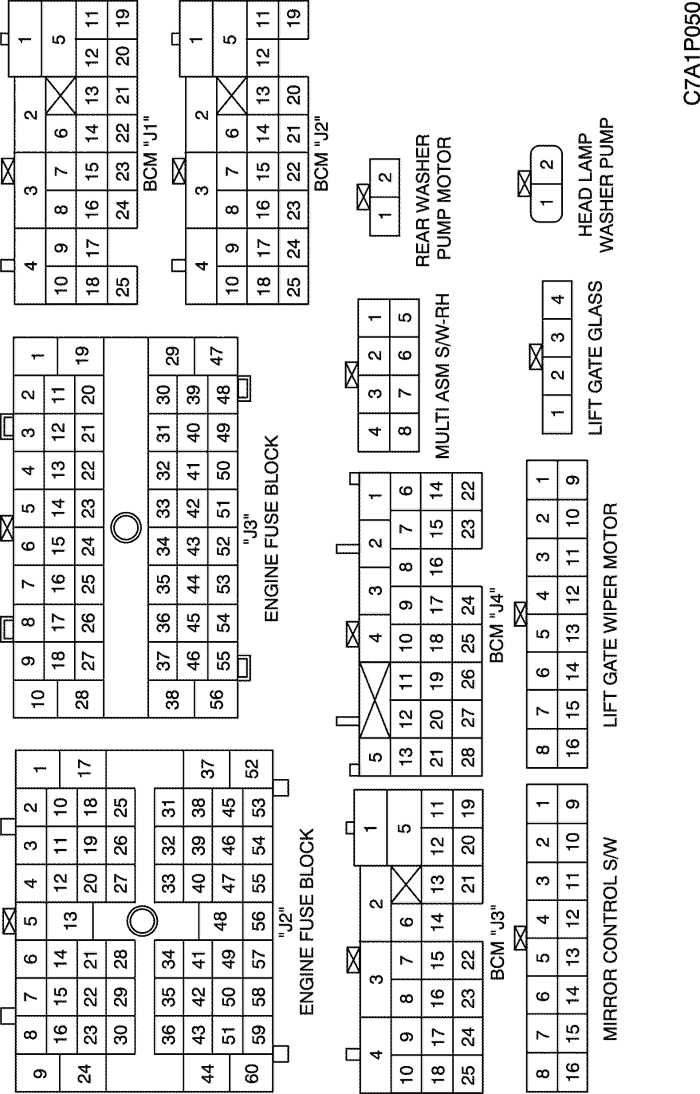 9 8 7 6 5 4 3 2 1
24 16 15 14 13 12 11 10 17
23 22 21 20 19 18
30 29 28 27 26 25
36 35 34 33 32 31
44 43 42 41 40 39 38 37
51 50 49 48 47 46 45
60 59 58 57 56 55 54 53 52
"J2"
ENGINE FUSE BLOCK
10 9 8 7 6 5 4 3 2 1
18 17 16 15 14 13 12 11
28 27 26 25 24 23 22 21 20 19
38 37 36 35 34 33 32 31 30 29
46 45 44 43 42 41 40 39
56 55 54 53 52 51 50 49 48 47
"J3"
ENGINE FUSE BLOCK
4 3 2 1
10 9 8 7 6 5
18 17 16 15 14 13 12 11
25 24 23 22 21 20 19
BCM "J1"
4 3 2 1
10 9 8 7 6 5
18 17 16 15 14 13 12 11
25 24 23 22 21 20 19
BCM "J2"
4 3 2 1
10 9 8 7 6 5
18 17 16 15 14 13 12 11
25 24 23 22 21 20 19
BCM "J3"
5 4 3 2 1
13 12 11 10 9 8 7 6
21 20 19 18 17 16 15 14
28 27 26 25 24 23 22
BCM "J4"
4 3 2 1
8 7 6 5
MULTI ASM S/W-RH
1 2
REAR WASHER
PUMP MOTOR
8 7 6 5 4 3 2 1
16 15 14 13 12 11 10 9
MIRROR CONTROL S/W
8 7 6 5 4 3 2 1
16 15 14 13 12 11 10 9
LIFT GATE WIPER MOTOR
1 2 3 4
LIFT GATE GLASS
1 2
HEAD LAMP
WASHER PUMP
C7A1P050